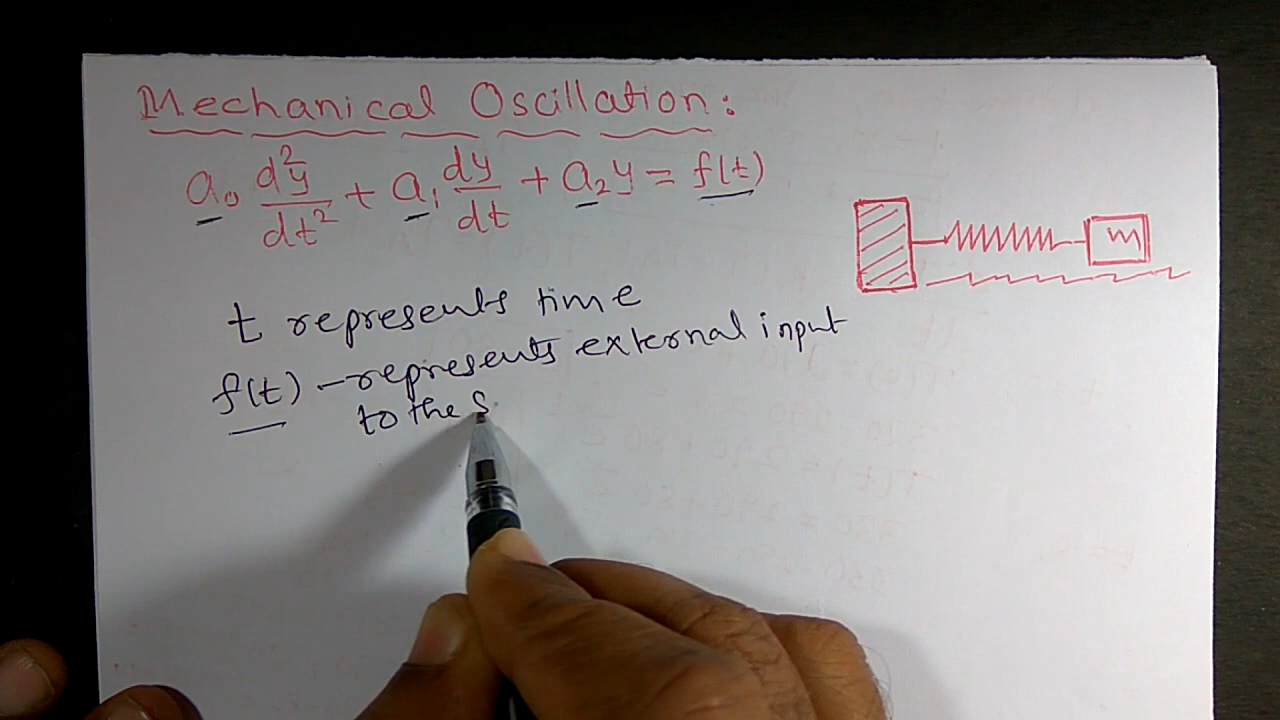 Mechanical Oscillation:
a₀ d²y/dt² + a₁ dy/dt + a₂y = f(t)
m
t represents time
f(t) – represents external input
to the S